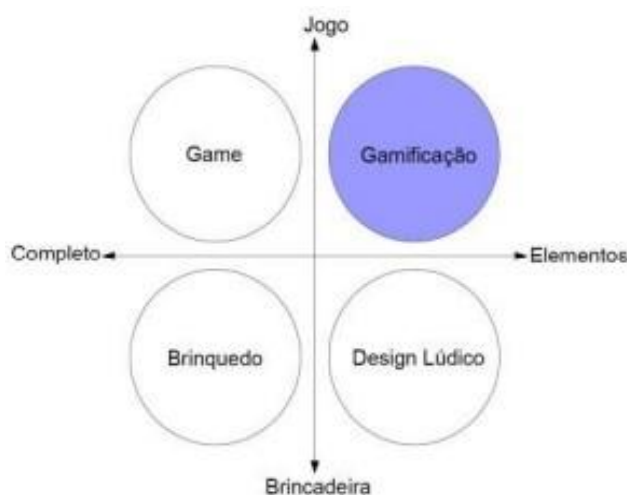 Jogo
Game
Gamificação
Completo
Elementos
Brinquedo
Design Lúdico
Brincadeira